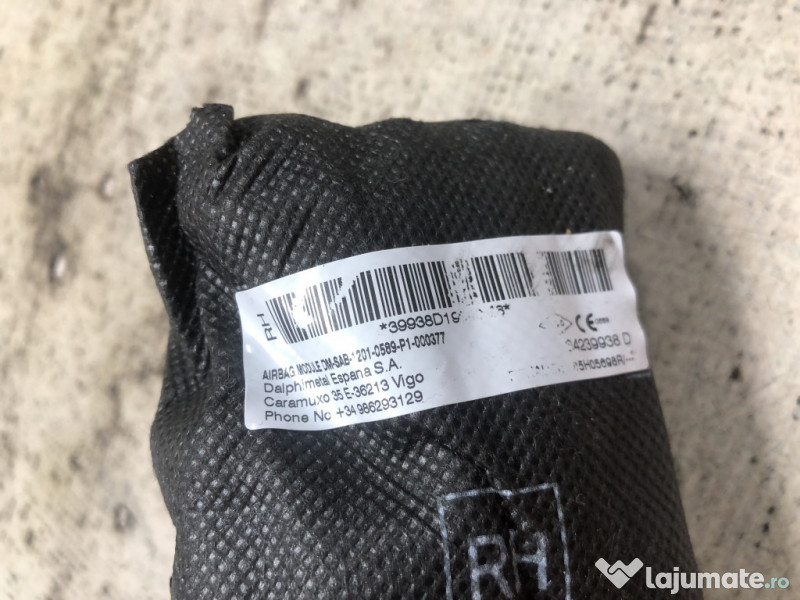 RH
AIRBAG MODULE DM-SAB-1201-0589-P1-000377
Dalphimetal Espana S.A.
Caramuxo 35 E-36213 Vigo
Phone No +34986293129
CE
34239938 D
RH
lajumate.ro